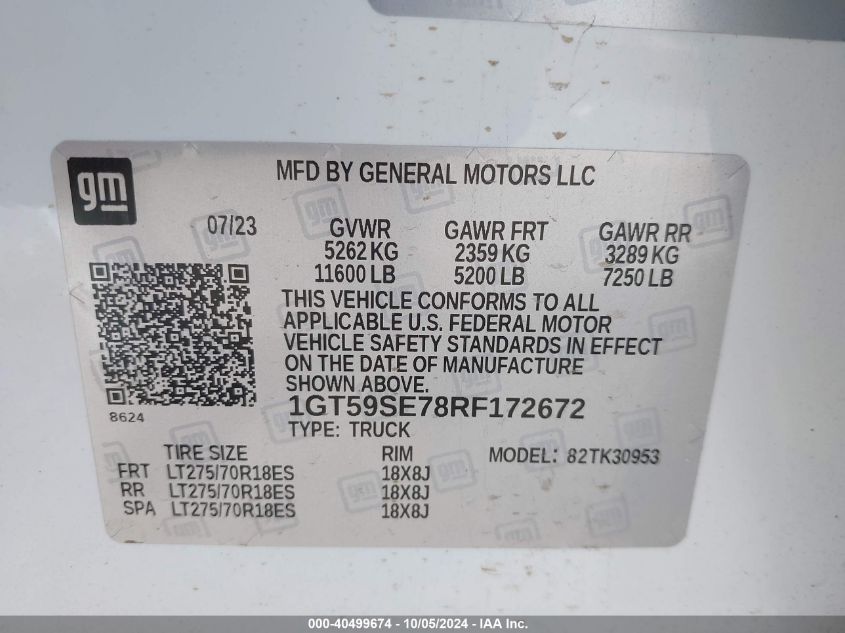 gm
MFD BY GENERAL MOTORS LLC
07/23 GVWR GAWR FRT GAWR RR
5262 KG 2359 KG 3289 KG
11600 LB 5200 LB 7250 LB
THIS VEHICLE CONFORMS TO ALL
APPLICABLE U.S. FEDERAL MOTOR
VEHICLE SAFETY STANDARDS IN EFFECT
ON THE DATE OF MANUFACTURE
SHOWN ABOVE.
8624 1GT59SE78RF172672
TYPE: TRUCK
TIRE SIZE RIM MODEL: 82TK30953
FRT LT275/70R18ES 18X8J
RR LT275/70R18ES 18X8J
SPA LT275/70R18ES 18X8J
000-40499674 - 10/05/2024 - IAA Inc.